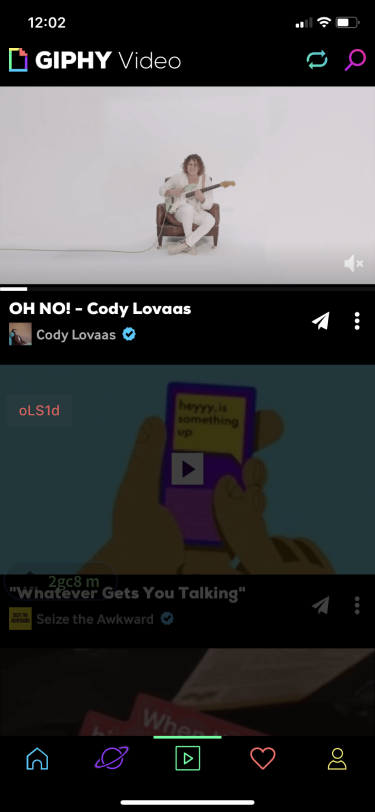 12:02
GIPHY Video
OH NO! - Cody Lovaas
Cody Lovaas
oLS1d
heyyy, is
something
up
2gc8 m
"Whatever Gets You Talking"
Seize the Awkward
When